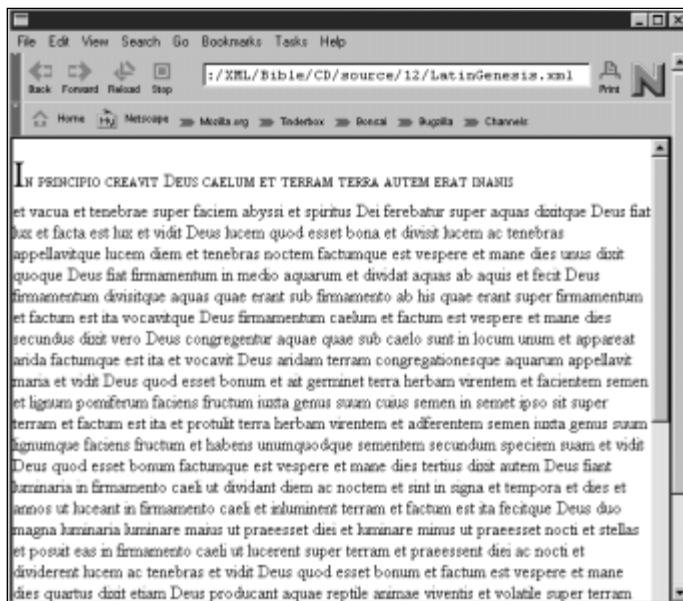 File Edit View Search Go Bookmarks Tasks Help
Back Forward Reload Stop :/XML/Bible/CD/source/12/LatinGenesis.xml Print N
Home My Netscape Mozilla.org Tinderbox Bonsai Bugzilla Channels
IN PRINCIPIO CREAVIT DEUS CAELUM ET TERRAM TERRA AUTEM ERAT INANIS
et vacua et tenebrae super faciem abyssi et spiritus Dei ferebatur super aquas dixitque Deus fiat
lux et facta est lux et vidit Deus lucem quod esset bona et divisit lucem ac tenebras
appellavitque lucem diem et tenebras noctem factumque est vespere et mane dies unus dixit
quoque Deus fiat firmamentum in medio aquarum et dividat aquas ab aquis et fecit Deus
firmamentum divisitque aquas quae erant sub firmamento ab his quae erant super firmamentum
et factum est ita vocavitque Deus firmamentum caelum et factum est vespere et mane dies
secundus dixit vero Deus congregentur aquae quae sub caelo sunt in locum unum et appareat
arida factumque est ita et vocavit Deus aridam terram congregationesque aquarum appellavit
maria et vidit Deus quod esset bonum et ait germinet terra herbam virentem et facientem semen
et lignum pomiferum faciens fructum iuxta genus suum cuius semen in semet ipso sit super
terram et factum est ita et protulit terra herbam virentem et adferentem semen iuxta genus suum
lignumque faciens fructum et habens unumquodque sementem secundum speciem suam et vidit
Deus quod esset bonum factumque est vespere et mane dies tertius dixit autem Deus fiant
luminaria in firmamento caeli ut dividant diem ac noctem et sint in signa et tempora et dies et
annos ut luceant in firmamento caeli et inluminent terram et factum est ita fecitque Deus duo
magna luminaria luminare maius ut praeesset diei et luminare minus ut praeesset nocti et stellas
et posuit eas in firmamento caeli ut lucerent super terram et praeessent diei ac nocti et
dividerent lucem ac tenebras et vidit Deus quod esset bonum et factum est vespere et mane
dies quartus dixit etiam Deus producant aquae reptile animae viventis et volatile super terram